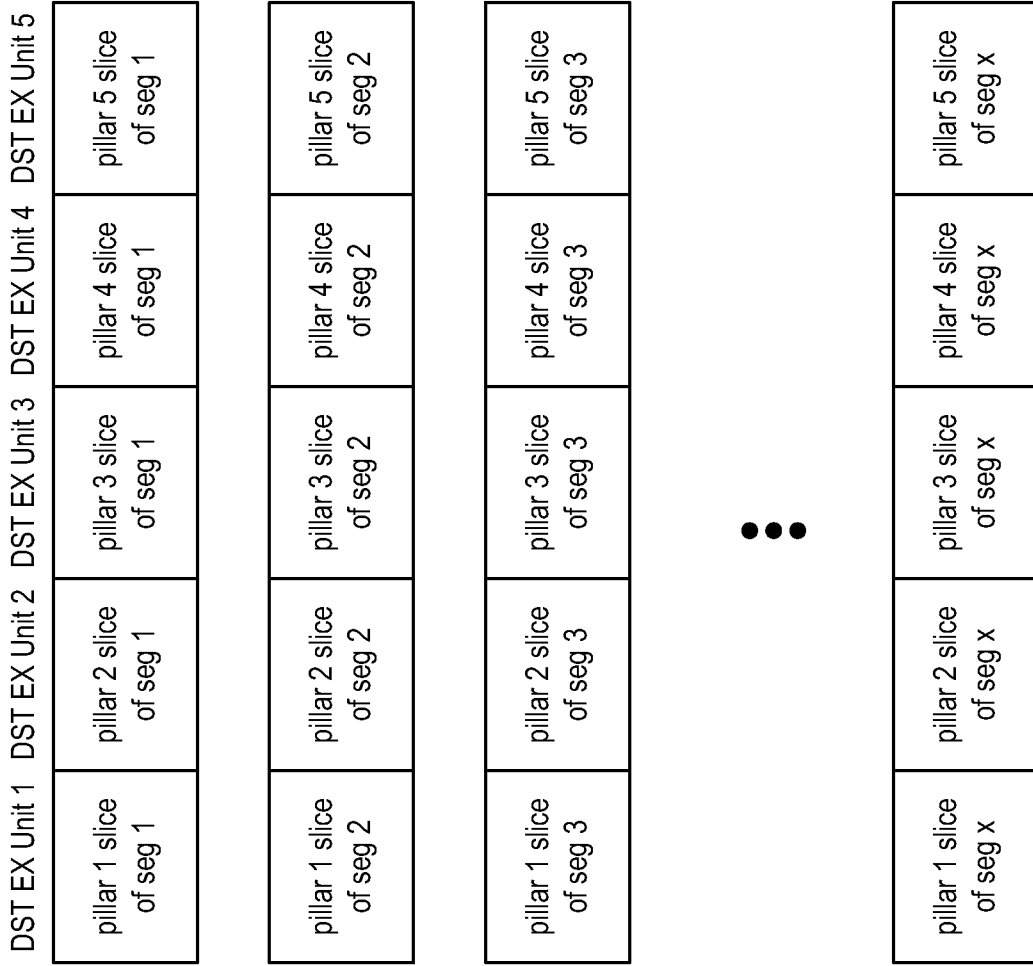 DST EX Unit 1
DST EX Unit 2
DST EX Unit 3
DST EX Unit 4
DST EX Unit 5
pillar 1 slice
of seg 1
pillar 2 slice
of seg 1
pillar 3 slice
of seg 1
pillar 4 slice
of seg 1
pillar 5 slice
of seg 1
pillar 1 slice
of seg 2
pillar 2 slice
of seg 2
pillar 3 slice
of seg 2
pillar 4 slice
of seg 2
pillar 5 slice
of seg 2
pillar 1 slice
of seg 3
pillar 2 slice
of seg 3
pillar 3 slice
of seg 3
pillar 4 slice
of seg 3
pillar 5 slice
of seg 3
pillar 1 slice
of seg x
pillar 2 slice
of seg x
pillar 3 slice
of seg x
pillar 4 slice
of seg x
pillar 5 slice
of seg x